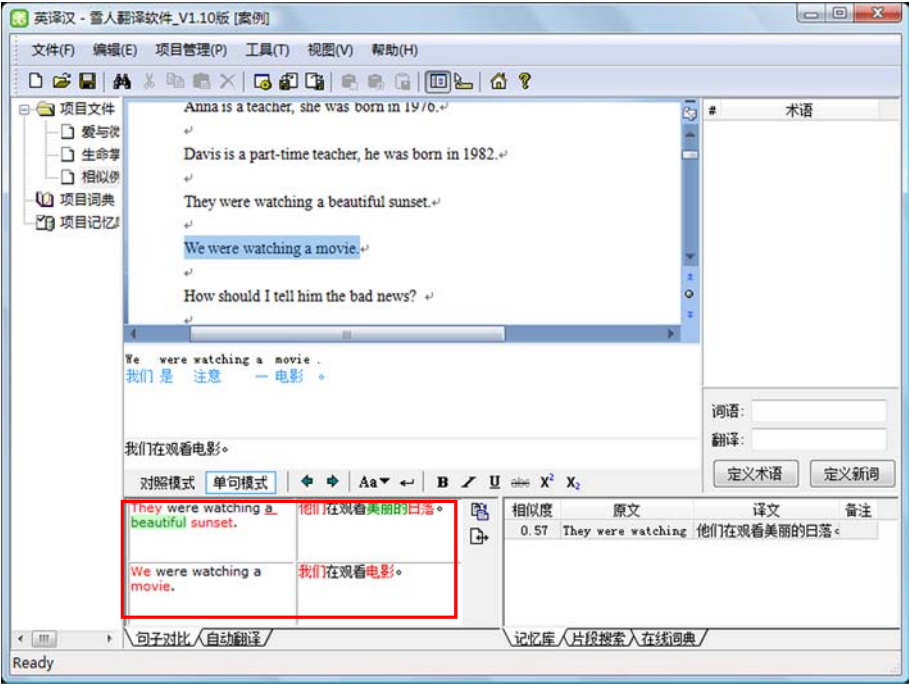 英译汉 - 雪人翻译软件_V1.10版 [案例]
文件(F) 编辑(E) 项目管理(P) 工具(T) 视图(V) 帮助(H)
项目文件
爱与
生命掌
相似例
项目词典
项目记忆
Anna is a teacher, she was born in 1976.
Davis is a part-time teacher, he was born in 1982.
They were watching a beautiful sunset.
We were watching a movie.
How should I tell him the bad news?
# 术语
We were watching a movie .
我们 是 注意 一 电影 。
我们在观看电影。
词语:
翻译:
定义术语 定义新词
对照模式 单句模式 Aa B I U abc X² X₂
They were watching a
beautiful sunset.
他们在观看美丽的日落。
We were watching a
movie.
我们在观看电影。
相似度 原文 译文 备注
0.57 They were watching 他们在观看美丽的日落
句子对比 自动翻译
记忆库 片段搜索 在线词典
Ready